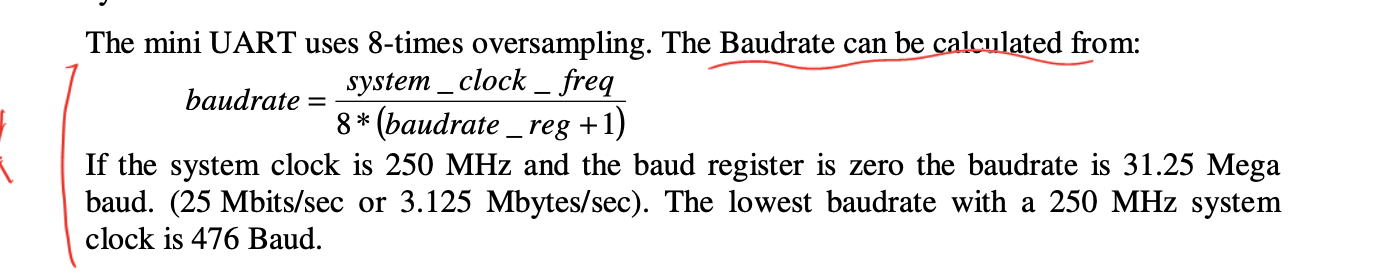 The mini UART uses 8-times oversampling. The Baudrate can be calculated from:
baudrate = system_clock_freq / 8*(baudrate_reg +1)
If the system clock is 250 MHz and the baud register is zero the baudrate is 31.25 Mega
baud. (25 Mbits/sec or 3.125 Mbytes/sec). The lowest baudrate with a 250 MHz system
clock is 476 Baud.